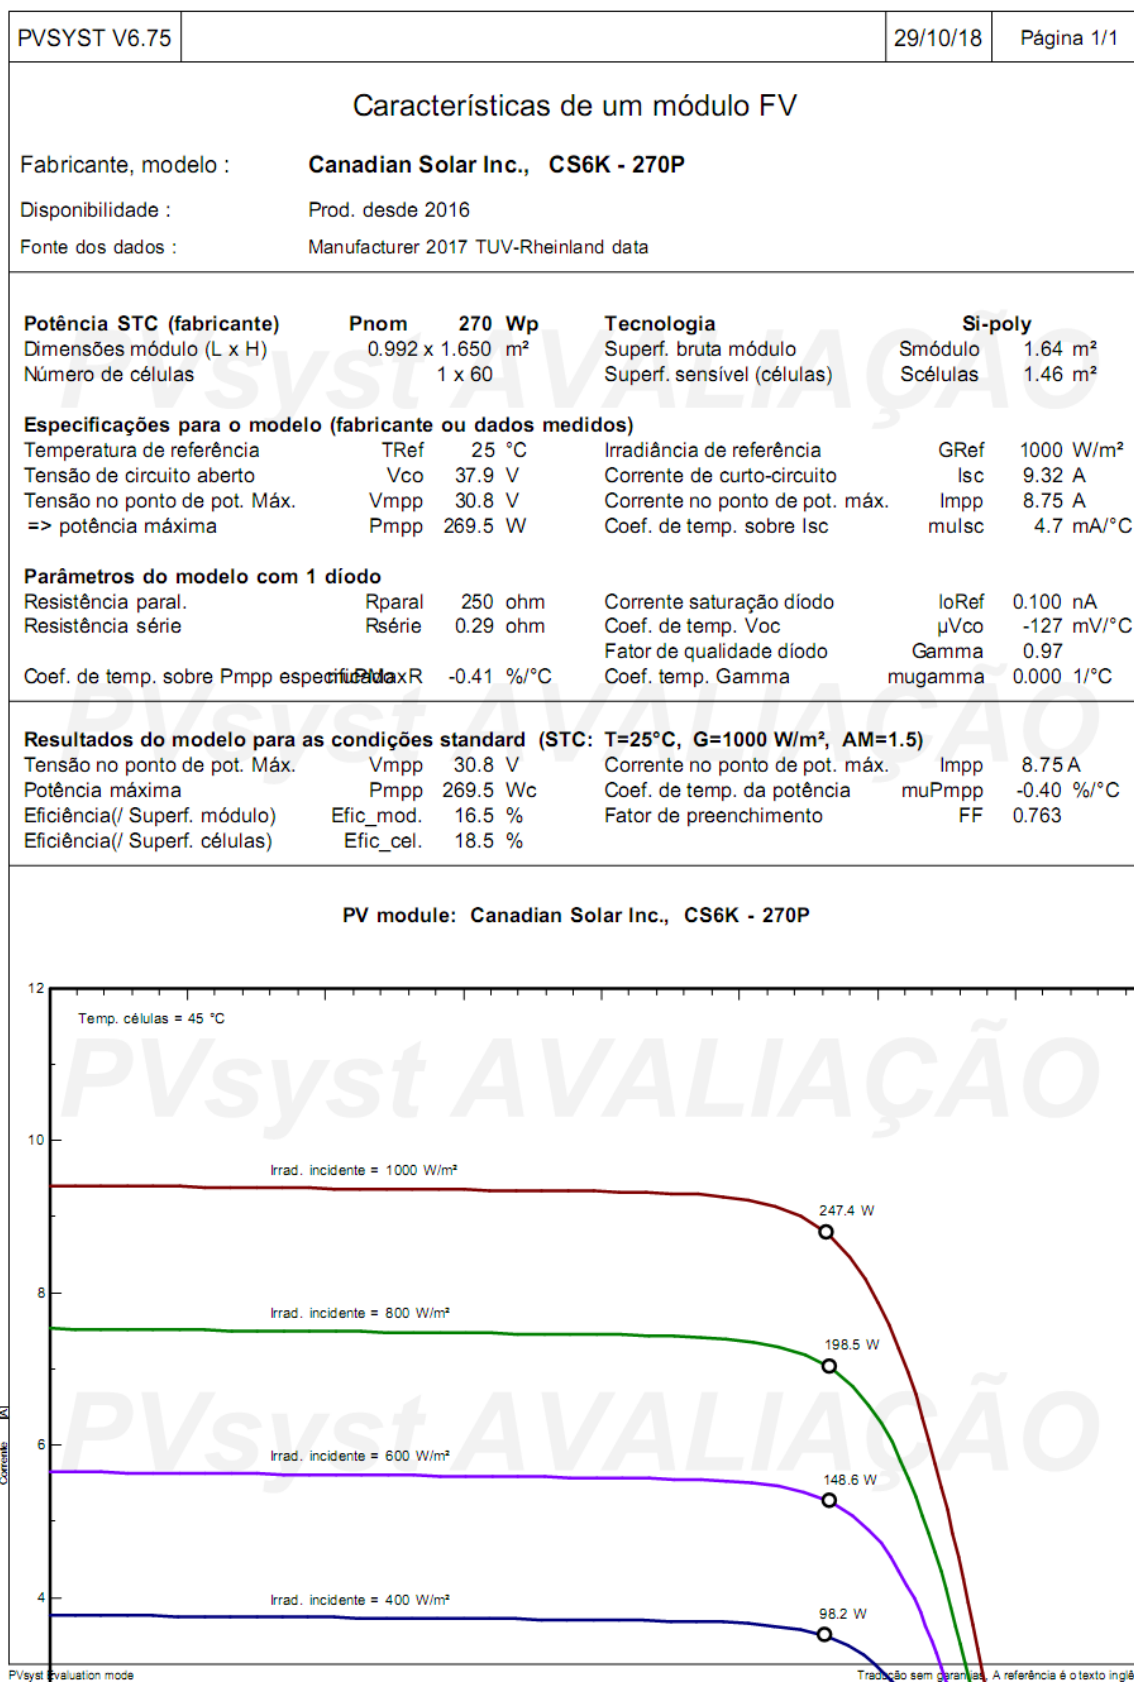 PVSYST V6.75 29/10/18 Página 1/1
Características de um módulo FV
Fabricante, modelo : Canadian Solar Inc., CS6K - 270P
Disponibilidade : Prod. desde 2016
Fonte dos dados : Manufacturer 2017 TUV-Rheinland data
Potência STC (fabricante) Pnom 270 Wp Tecnologia Si-poly
Dimensões módulo (L x H) 0.992 x 1.650 m² Superf. bruta módulo Smódulo 1.64 m²
Número de células 1 x 60 Superf. sensível (células) Scélulas 1.46 m²
PVsyst AVALIAÇÃO
Especificações para o modelo (fabricante ou dados medidos)
Temperatura de referência TRef 25 °C Irradiância de referência GRef 1000 W/m²
Tensão de circuito aberto Vco 37.9 V Corrente de curto-circuito Isc 9.32 A
Tensão no ponto de pot. Máx. Vmpp 30.8 V Corrente no ponto de pot. máx. Impp 8.75 A
=> potência máxima Pmpp 269.5 W Coef. de temp. sobre Isc muIsc 4.7 mA/°C
Parâmetros do modelo com 1 díodo
Resistência paral. Rparal 250 ohm Corrente saturação díodo IoRef 0.100 nA
Resistência série Rsérie 0.29 ohm Coef. de temp. Voc µVco -127 mV/°C
Fator de qualidade díodo Gamma 0.97
Coef. de temp. sobre Pmpp especificado muPMaxR -0.41 %/°C Coef. temp. Gamma mugamma 0.000 1/°C
PVsyst AVALIAÇÃO
Resultados do modelo para as condições standard (STC: T=25°C, G=1000 W/m², AM=1.5)
Tensão no ponto de pot. Máx. Vmpp 30.8 V Corrente no ponto de pot. máx. Impp 8.75 A
Potência máxima Pmpp 269.5 Wc Coef. de temp. da potência muPmpp -0.40 %/°C
Eficiência(/ Superf. módulo) Efic_mod. 16.5 % Fator de preenchimento FF 0.763
Eficiência(/ Superf. células) Efic_cel. 18.5 %
PV module: Canadian Solar Inc., CS6K - 270P
12
Temp. células = 45 °C
PVsyst AVALIAÇÃO
10
Irrad. incidente = 1000 W/m²
247.4 W
8
Irrad. incidente = 800 W/m²
198.5 W
PVsyst AVALIAÇÃO
Corrente [A]
6
Irrad. incidente = 600 W/m²
148.6 W
4
Irrad. incidente = 400 W/m²
98.2 W
PVsyst Evaluation mode Tradução sem garantias, A referência é o texto inglê